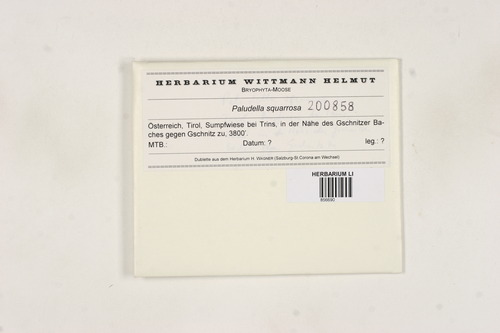 HERBARIUM WITTMANN HELMUT
BRYOPHYTA-MOOSE
Paludella squarrosa 200858
Österreich, Tirol, Sumpfwiese bei Trins, in der Nähe des Gschnitzer Ba-
ches gegen Gschnitz zu, 3800'.
MTB.: Datum: ? leg.: ?
Dublette aus dem Herbarium H. WAGNER (Salzburg-St.Corona am Wechsel)
HERBARIUM LI